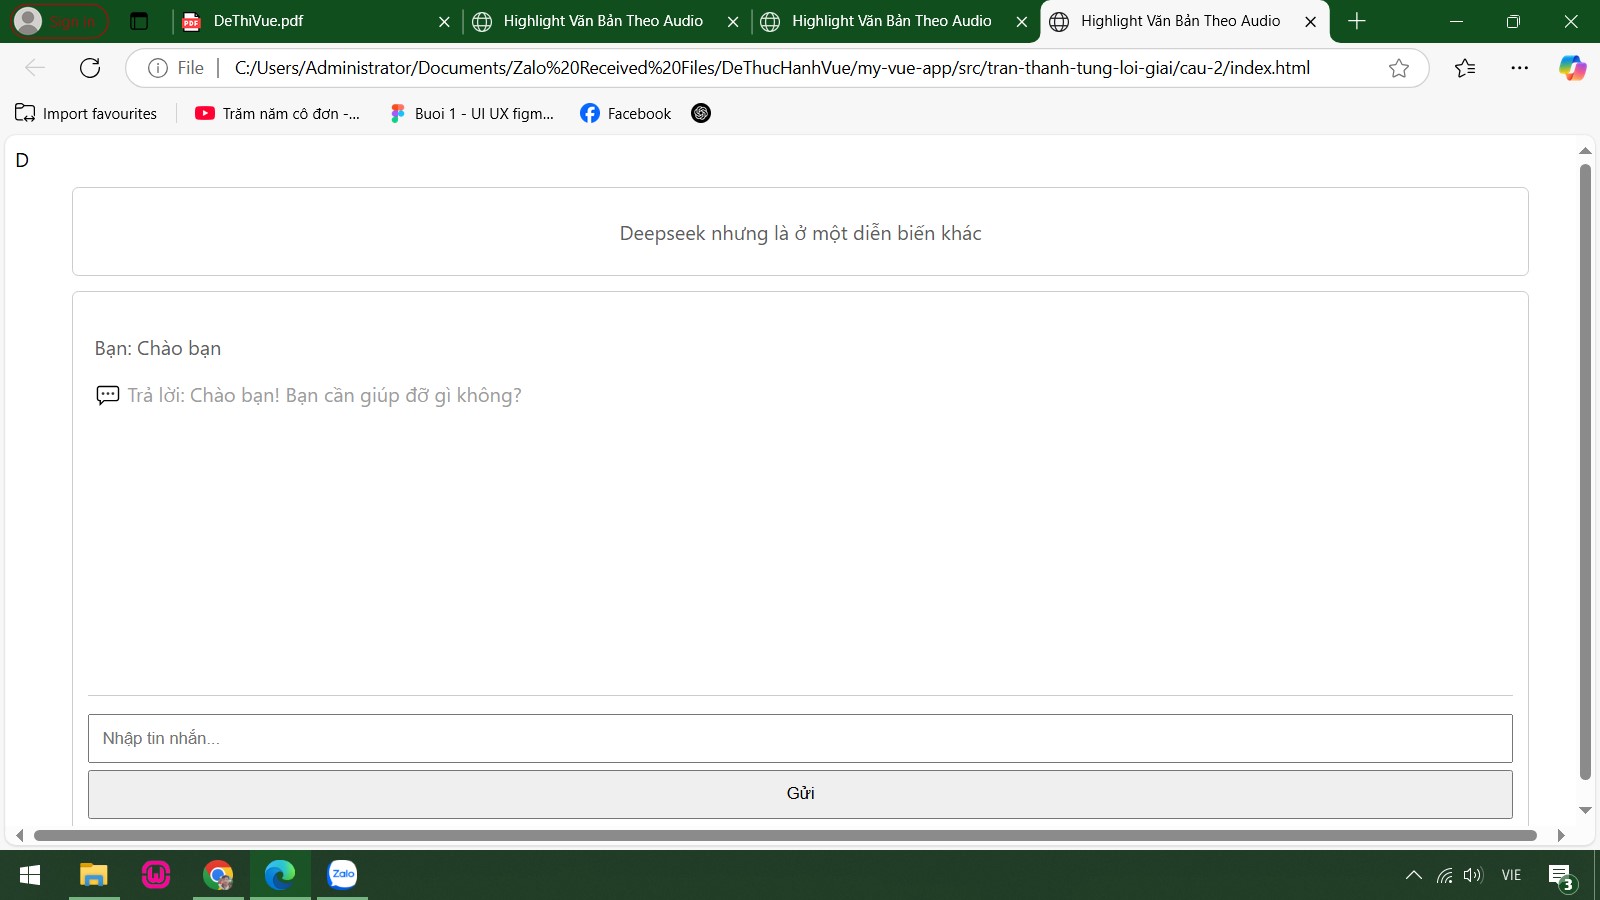 Sign in
DeThiVue.pdf
Highlight Văn Bản Theo Audio
Highlight Văn Bản Theo Audio
Highlight Văn Bản Theo Audio
File
C:/Users/Administrator/Documents/Zalo%20Received%20Files/DeThucHanhVue/my-vue-app/src/tran-thanh-tung-loi-giai/cau-2/index.html
Import favourites
Trăm năm cô đơn -...
Buoi 1 - UI UX figm...
Facebook
D
Deepseek nhưng là ở một diễn biến khác
Bạn: Chào bạn
Trả lời: Chào bạn! Bạn cần giúp đỡ gì không?
Nhập tin nhắn...
Gửi
Zalo
VIE
3